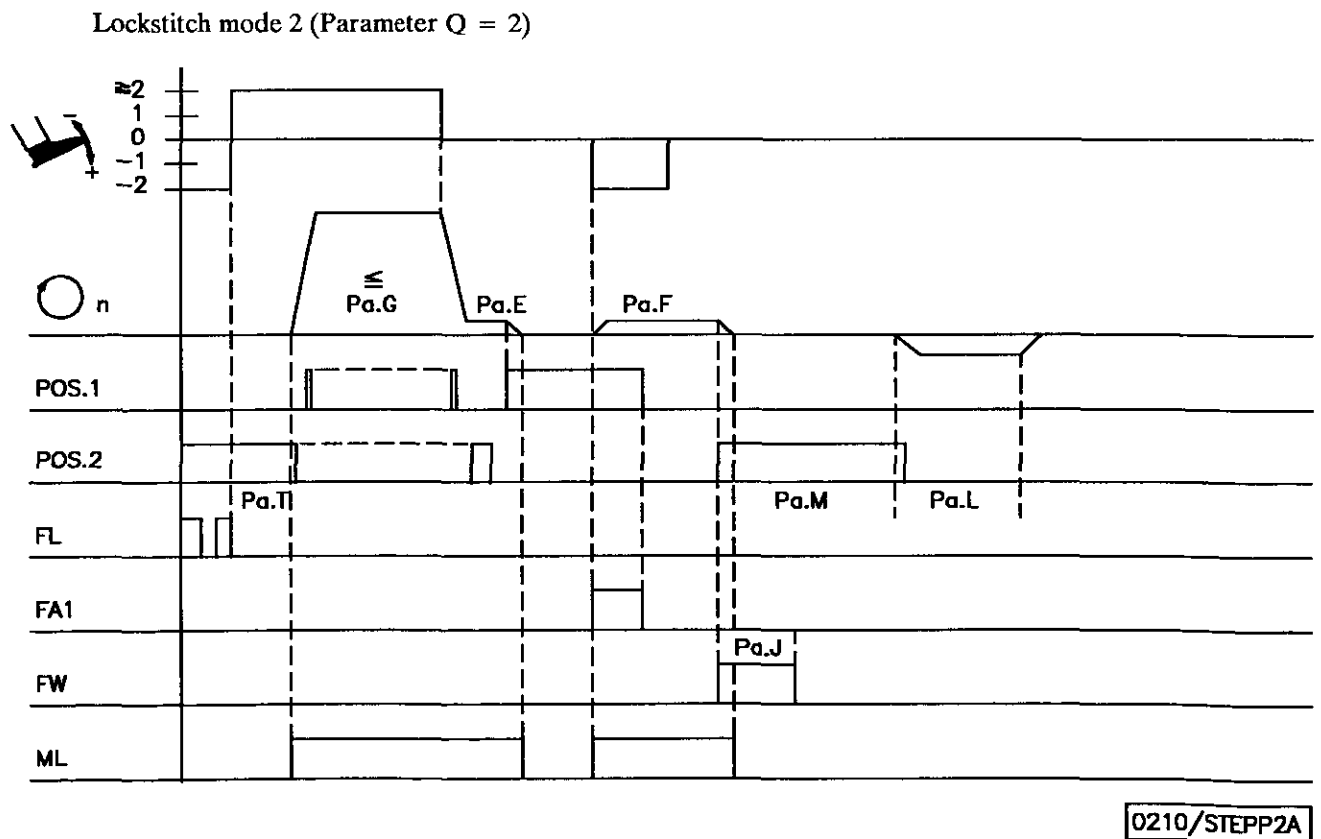 Lockstitch mode 2 (Parameter Q = 2)
≥2
1
0
−1
−2
−
+
n
≦
Pa.G
Pa.E
Pa.F
POS.1
POS.2
Pa.T
Pa.M
Pa.L
FL
FA1
Pa.J
FW
ML
0210/STEPP2A